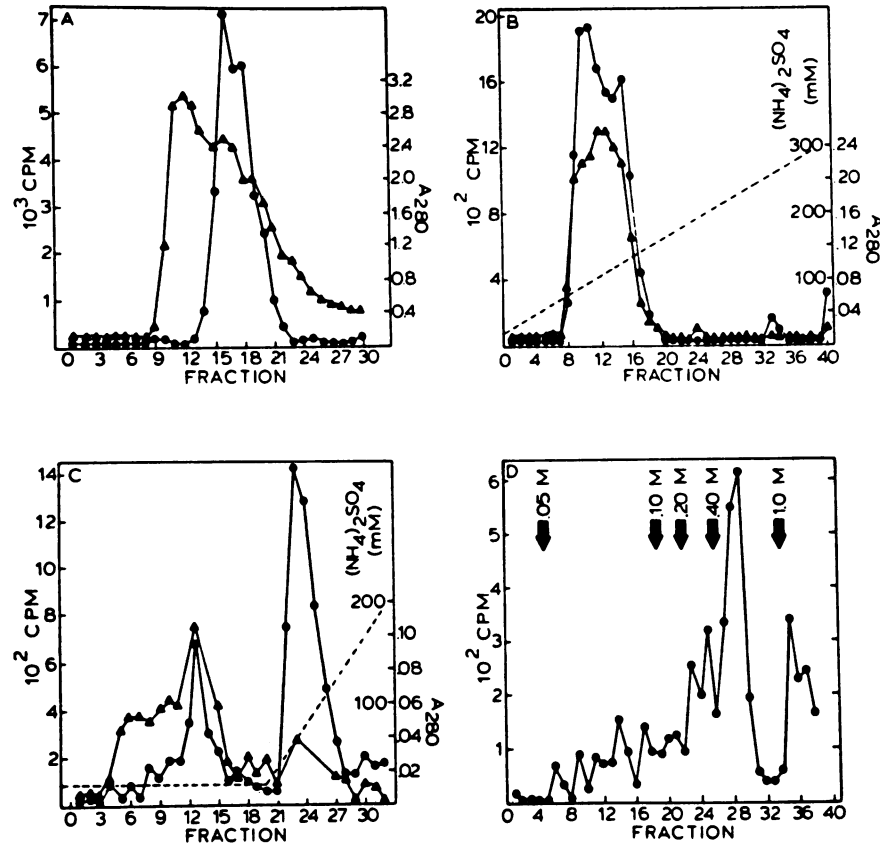 A
7
6
5
4
3
2
1
10³ CPM
3.2
2.8
2.4
2.0
1.6
1.2
0.8
0.4
A280
0 3 6 9 12 15 18 21 24 27 30
FRACTION
B
20
16
12
8
4
10² CPM
(NH4)2SO4
(mM)
300
200
100
.24
.20
.12
.04
A280
0 4 8 12 16 20 24 28 32 36 40
FRACTION
C
14
12
10
8
6
4
2
10² CPM
(NH4)2SO4
(mM)
200
100
.10
.08
.06
.04
.02
A280
0 3 6 9 12 15 18 21 24 27 30
FRACTION
D
6
5
4
3
2
1
10² CPM
.05 M
.10 M
.20 M
.40 M
1.0 M
0 4 8 12 16 20 24 28 32 36 40
FRACTION